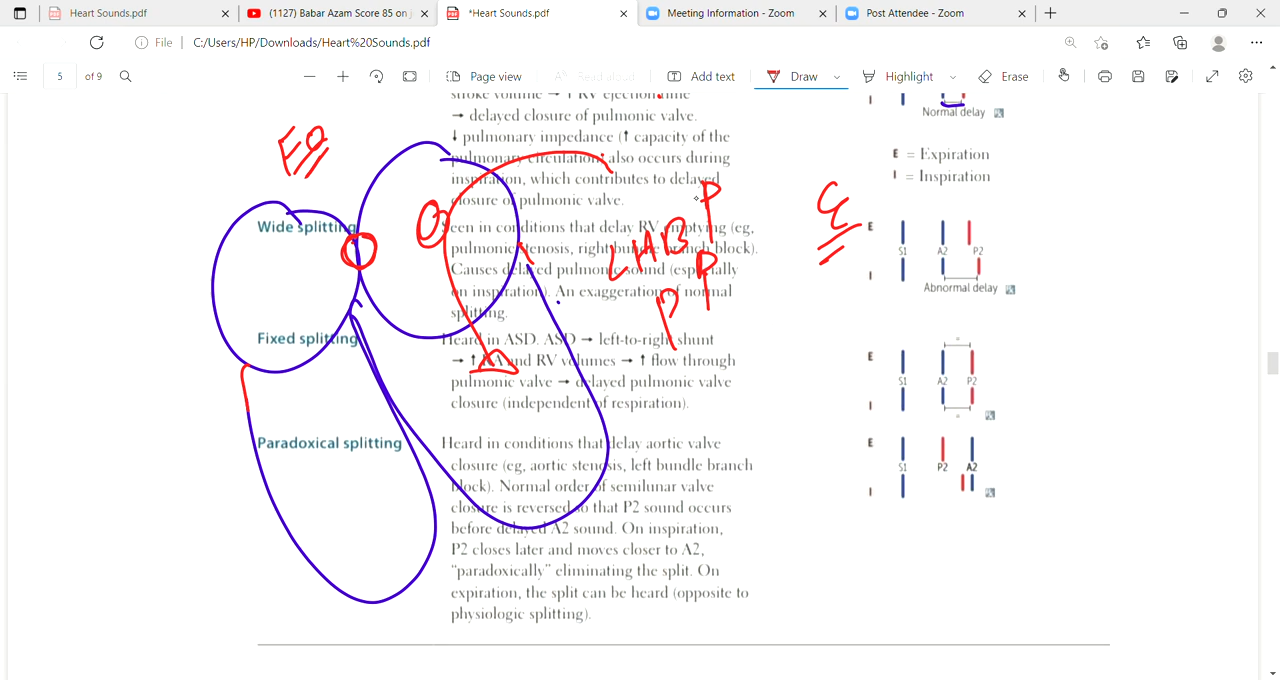 Heart Sounds.pdf
(1127) Babar Azam Score 85 on
*Heart Sounds.pdf
Meeting Information - Zoom
Post Attendee - Zoom
File
C:/Users/HP/Downloads/Heart%20Sounds.pdf
5
of 9
Page view
Read aloud
Add text
Draw
Highlight
Erase
stroke volume → ↑ RV ejection time
→ delayed closure of pulmonic valve.
↓ pulmonary impedance (↑ capacity of the
pulmonary circulation) also occurs during
inspiration, which contributes to delayed
closure of pulmonic valve.
I
Normal delay
E = Expiration
I = Inspiration
Wide splitting
Seen in conditions that delay RV emptying (eg,
pulmonic stenosis, right bundle branch block).
Causes delayed pulmonic sound (especially
on inspiration). An exaggeration of normal
splitting.
E
S1
A2
P2
I
Abnormal delay
Fixed splitting
Heard in ASD. ASD → left-to-right shunt
→ ↑ RA and RV volumes → ↑ flow through
pulmonic valve → delayed pulmonic valve
closure (independent of respiration).
E
S1
A2
P2
I
Paradoxical splitting
Heard in conditions that delay aortic valve
closure (eg, aortic stenosis, left bundle branch
block). Normal order of semilunar valve
closure is reversed so that P2 sound occurs
before delayed A2 sound. On inspiration,
P2 closes later and moves closer to A2,
“paradoxically” eliminating the split. On
expiration, the split can be heard (opposite to
physiologic splitting).
E
S1
P2
A2
I
P
P